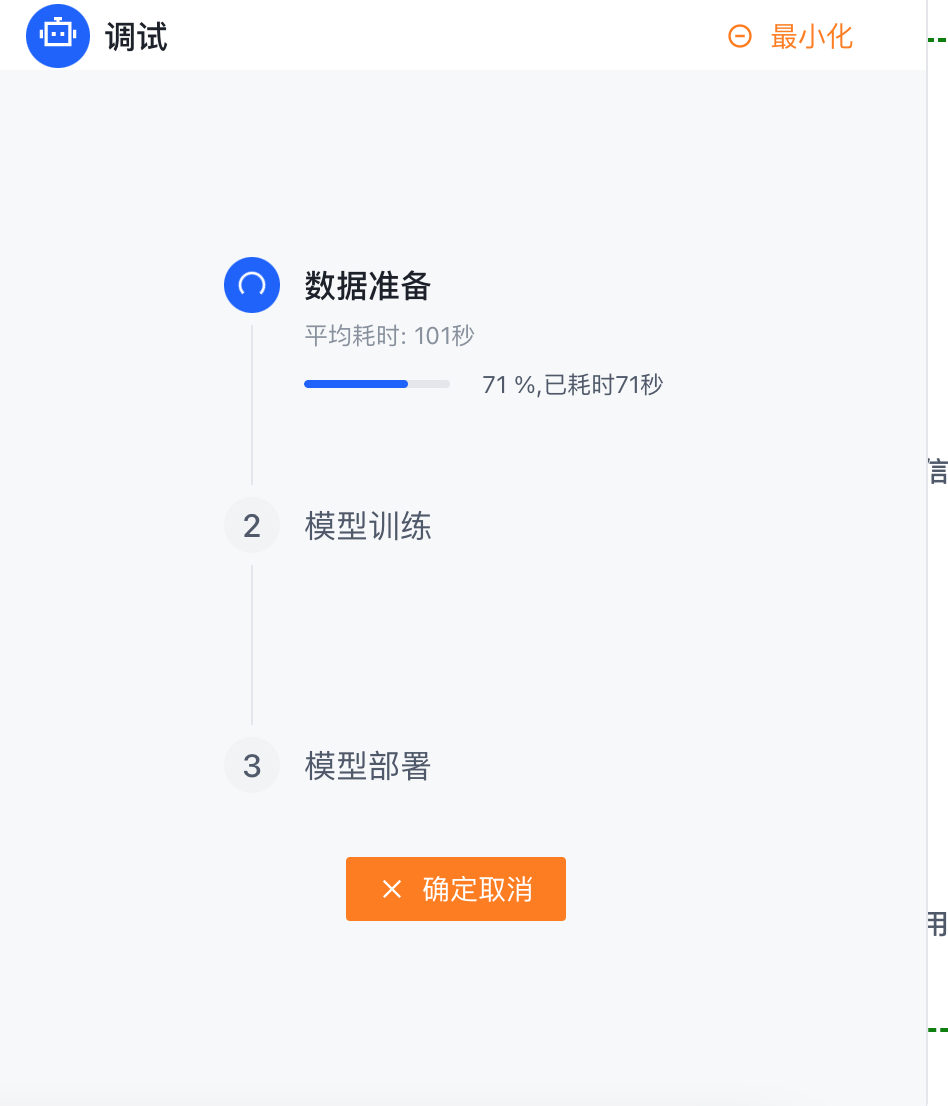 调试
最小化
数据准备
平均耗时: 101秒
71 %,已耗时71秒
信
2
模型训练
3
模型部署
确定取消
用